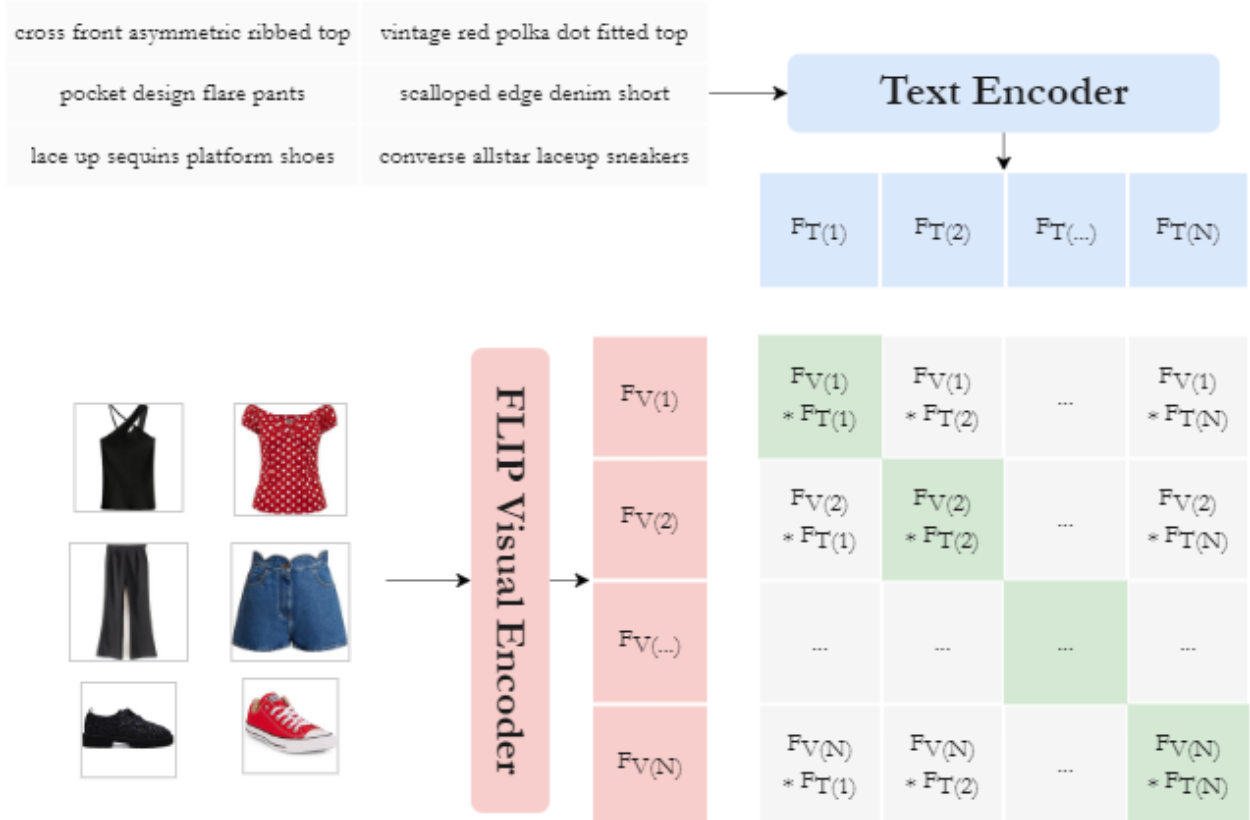 cross front asymmetric ribbed top
vintage red polka dot fitted top
pocket design flare pants
scalloped edge denim short
lace up sequins platform shoes
converse allstar laceup sneakers
Text Encoder
FT(1)
FT(2)
FT(...)
FT(N)
FLIP Visual Encoder
FV(1)
FV(2)
FV(...)
FV(N)
FV(1)
* FT(1)
FV(1)
* FT(2)
...
FV(1)
* FT(N)
FV(2)
* FT(1)
FV(2)
* FT(2)
...
FV(2)
* FT(N)
...
...
...
...
FV(N)
* FT(1)
FV(N)
* FT(2)
...
FV(N)
* FT(N)